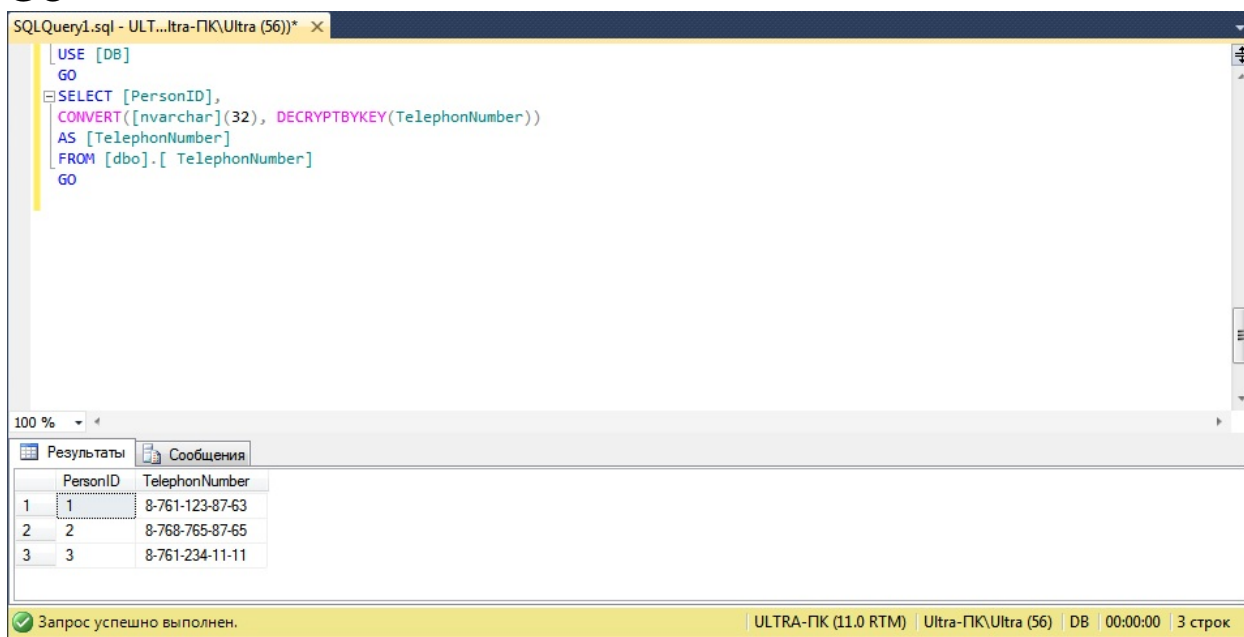 SQLQuery1.sql - ULT...ltra-ПК\Ultra (56))* ×
USE [DB]
GO
SELECT [PersonID],
CONVERT([nvarchar](32), DECRYPTBYKEY(TelephonNumber))
AS [TelephonNumber]
FROM [dbo].[ TelephonNumber]
GO
100 %
Результаты Сообщения
PersonID TelephonNumber
1 1 8-761-123-87-63
2 2 8-768-765-87-65
3 3 8-761-234-11-11
Запрос успешно выполнен. ULTRA-ПК (11.0 RTM) Ultra-ПК\Ultra (56) DB 00:00:00 3 строк